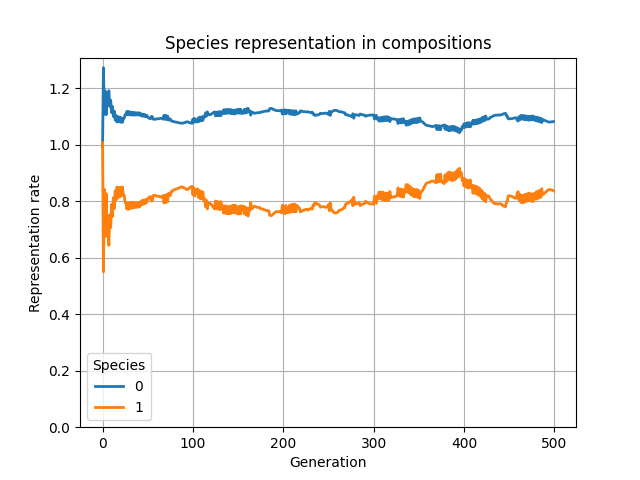 Species representation in compositions
Representation rate
1.2
1.0
0.8
0.6
0.4
0.2
0.0
Species
0
1
0 100 200 300 400 500
Generation